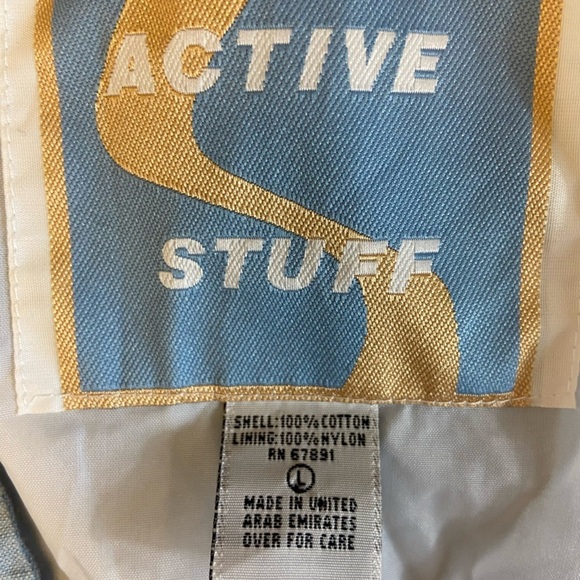 ACTIVE
STUFF
SHELL:100%COTTON
LINING:100%NYLON
RN 67891
L
MADE IN UNITED
ARAB EMIRATES
OVER FOR CARE